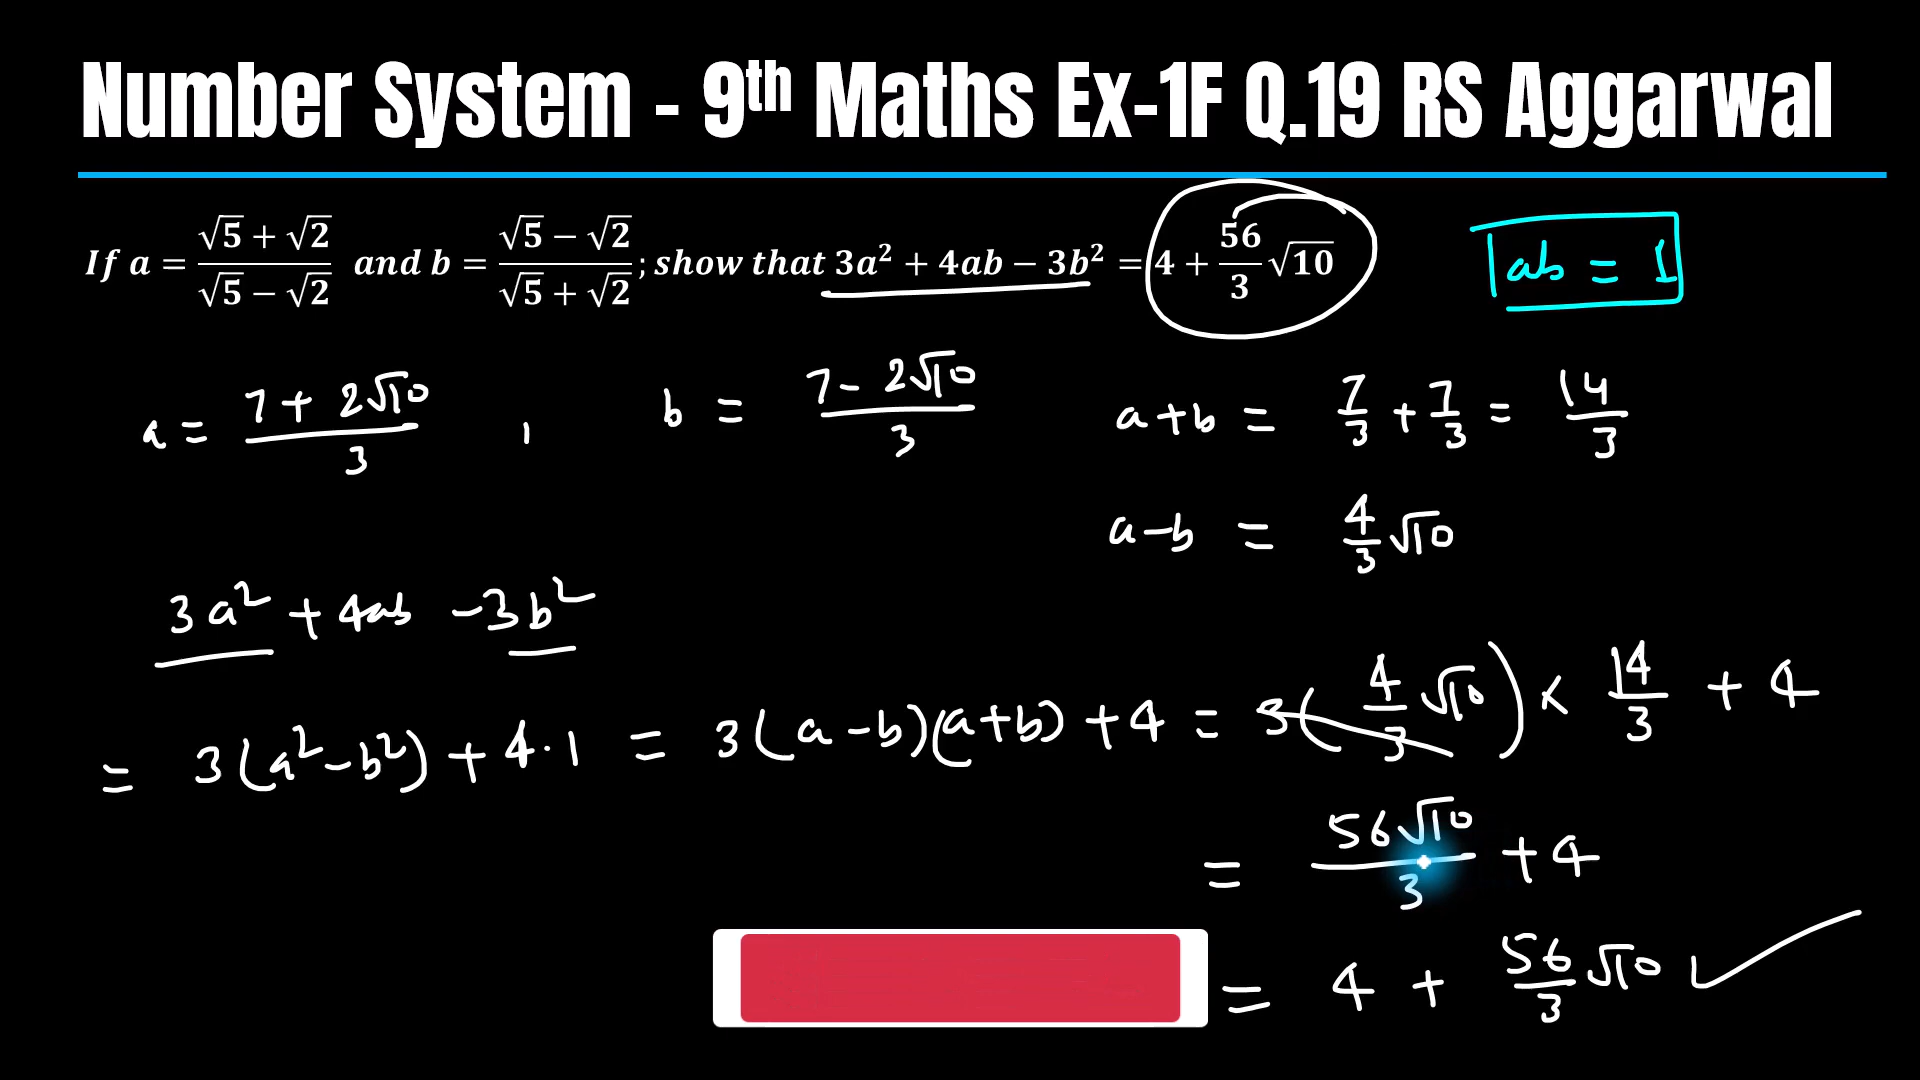 Number System - 9th Maths Ex-1F Q.19 RS Aggarwal
If a = (√5 + √2)/(√5 − √2) and b = (√5 − √2)/(√5 + √2); show that 3a² + 4ab − 3b² = 4 + 56/3 √10
ab = 1
a = (7 + 2√10)/3 , b = (7 − 2√10)/3
a + b = 7/3 + 7/3 = 14/3
a − b = 4/3 √10
3a² + 4ab − 3b²
= 3(a² − b²) + 4·1 = 3(a − b)(a + b) + 4 = 3(4/3 √10) × 14/3 + 4
= 56√10/3 + 4
= 4 + 56/3 √10